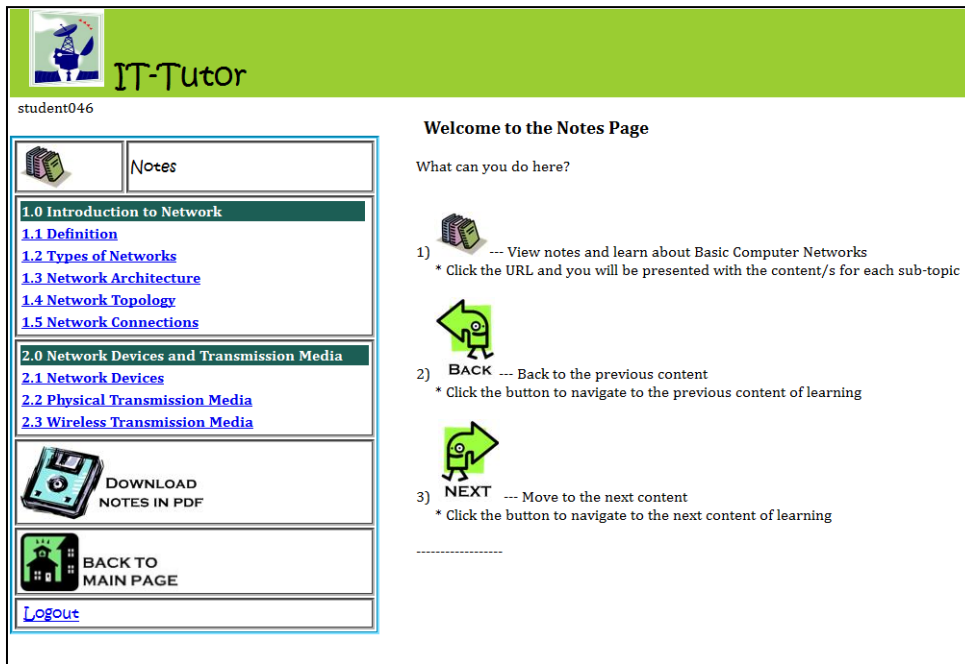 IT-Tutor
student046
Notes
1.0 Introduction to Network
1.1 Definition
1.2 Types of Networks
1.3 Network Architecture
1.4 Network Topology
1.5 Network Connections
2.0 Network Devices and Transmission Media
2.1 Network Devices
2.2 Physical Transmission Media
2.3 Wireless Transmission Media
DOWNLOAD
NOTES IN PDF
BACK TO
MAIN PAGE
Logout
Welcome to the Notes Page
What can you do here?
1) --- View notes and learn about Basic Computer Networks
* Click the URL and you will be presented with the content/s for each sub-topic
2) BACK --- Back to the previous content
* Click the button to navigate to the previous content of learning
3) NEXT --- Move to the next content
* Click the button to navigate to the next content of learning
------------------